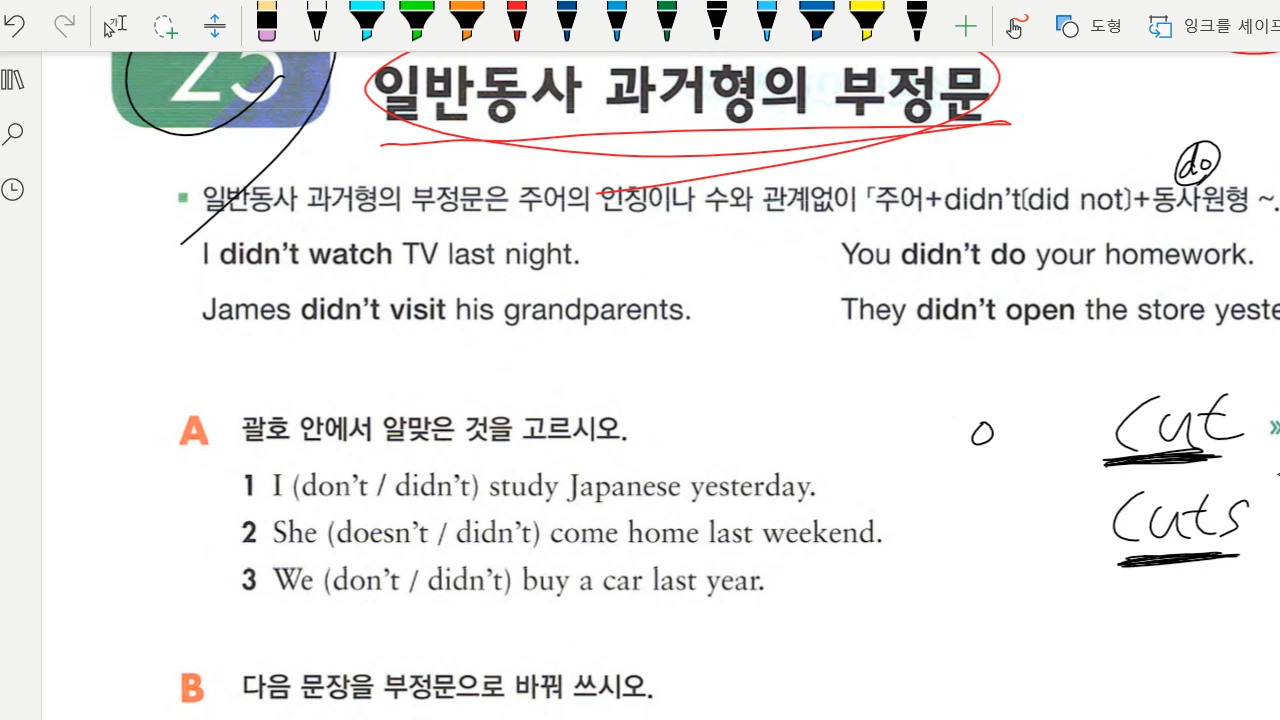 도형
잉크를 셰이프
25
일반동사 과거형의 부정문
do
일반동사 과거형의 부정문은 주어의 인칭이나 수와 관계없이 「주어+didn't(did not)+동사원형 ~.
I didn't watch TV last night. You didn't do your homework.
James didn't visit his grandparents. They didn't open the store
A 괄호 안에서 알맞은 것을 고르시오.
cut
1 I (don't / didn't) study Japanese yesterday.
cuts
2 She (doesn't / didn't) come home last weekend.
3 We (don't / didn't) buy a car last year.
B 다음 문장을 부정문으로 바꿔 쓰시오.